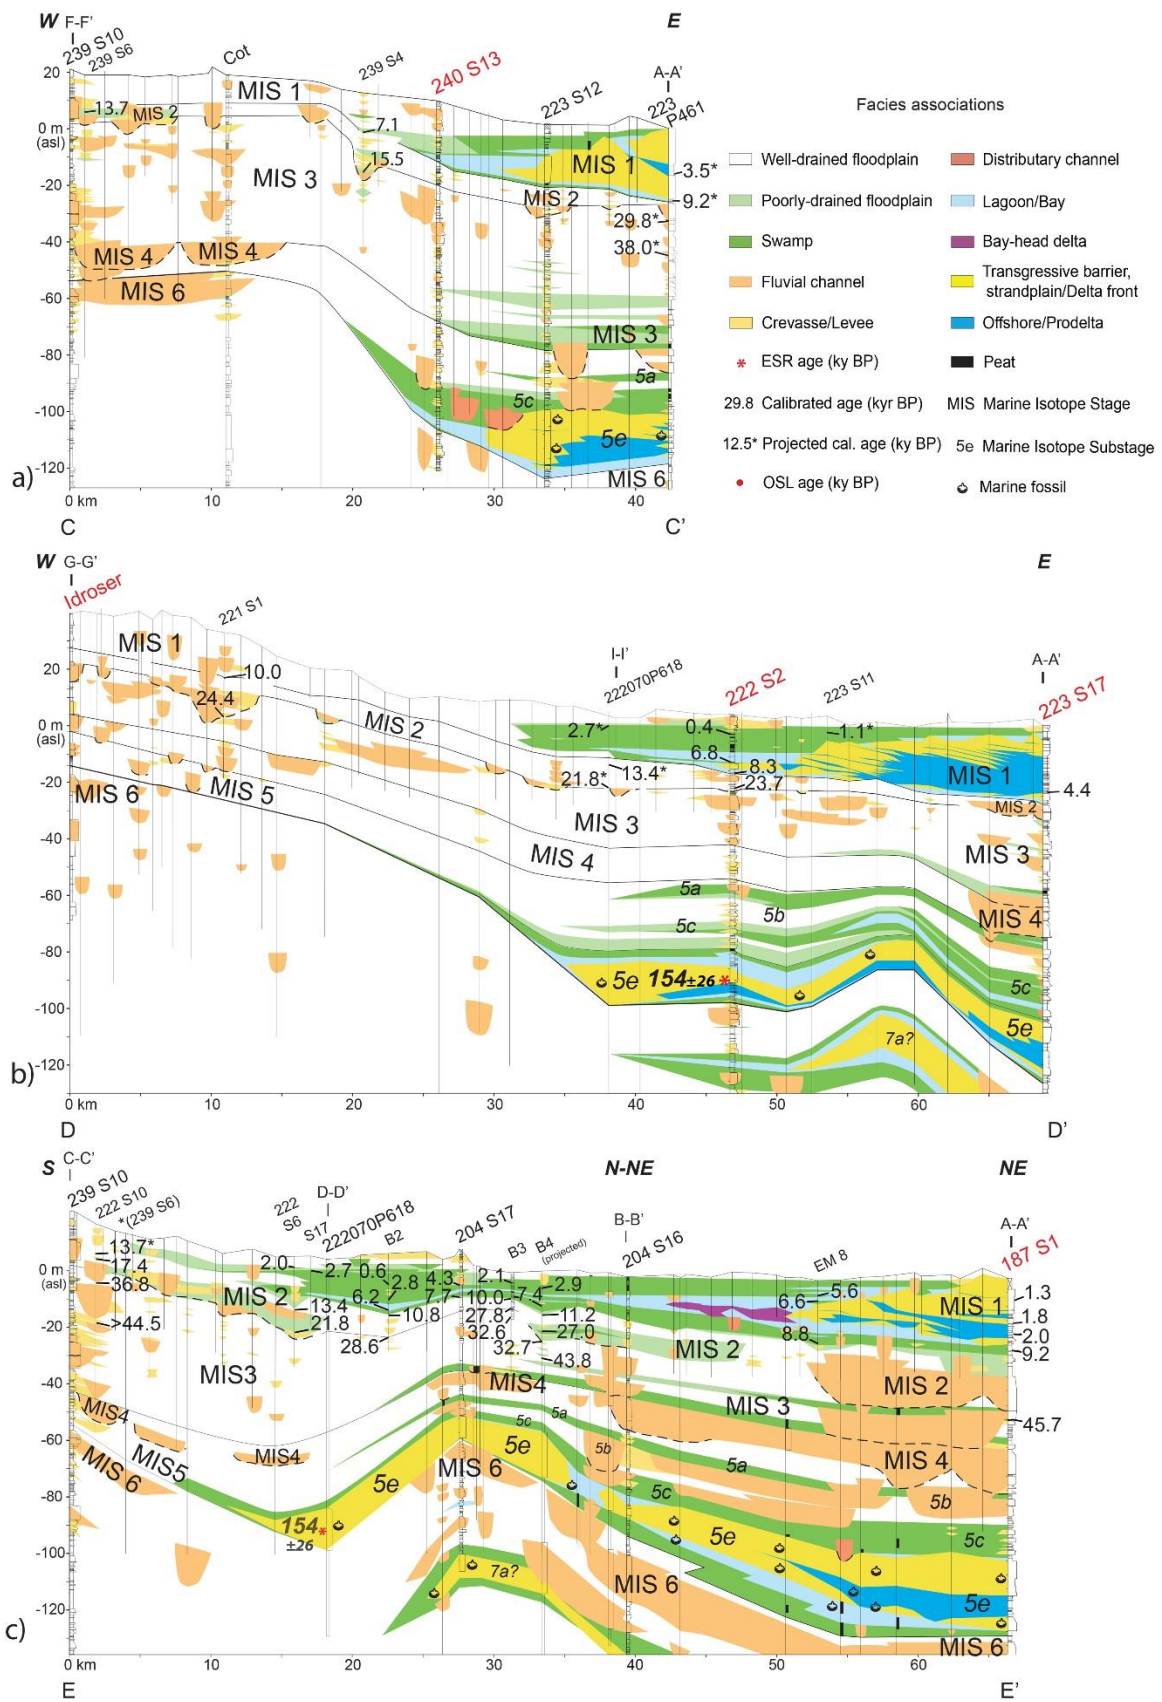 W F-F' E
239 S10
239 S6
Cot
239 S4
240 S13
223 S12
A-A'
223
P461
20
0 m
(asl)
-20
-40
-60
-80
-100
-120
MIS 1
13.7
MIS 2
7.1
15.5
MIS 3
MIS 4
MIS 4
MIS 6
MIS 1
3.5*
MIS 2
9.2*
29.8*
38.0*
MIS 3
5a
5c
5e
MIS 6
a)
0 km 10 20 30 40
C C'
Facies associations
Well-drained floodplain
Poorly-drained floodplain
Swamp
Fluvial channel
Crevasse/Levee
* ESR age (ky BP)
29.8 Calibrated age (kyr BP)
12.5* Projected cal. age (ky BP)
OSL age (ky BP)
Distributary channel
Lagoon/Bay
Bay-head delta
Transgressive barrier,
strandplain/Delta front
Offshore/Prodelta
Peat
MIS Marine Isotope Stage
5e Marine Isotope Substage
Marine fossil
W G-G' E
Idroser
221 S1
I-I'
222070P618
222 S2
223 S11
A-A'
223 S17
20
0 m
(asl)
-20
-40
-60
-80
-100
-120
MIS 1
10.0
24.4
MIS 2
MIS 5
MIS 6
MIS 3
MIS 4
2.7*
0.4
1.1*
6.8
8.3
13.4*
21.8*
23.7
MIS 1
4.4
MIS 2
MIS 3
MIS 4
5a
5b
5c
5c
5e
154±26 *
5e
7a?
b)
0 km 10 20 30 40 50 60
D D'
S C-C' N-NE NE
239 S10
222 S10
*(239 S6)
222
S6
S17
D-D'
222070P618
B2
204 S17
B3
B4
(projected)
B-B'
204 S16
EM 8
A-A'
187 S1
0 m
(asl)
-20
-40
-60
-80
-100
-120
13.7*
17.4
36.8
>44.5
2.0
2.7
0.6
2.8
4.3
2.1
2.9
6.2
7.7
10.0
7.4
10.8
11.2
13.4
21.8
27.8
27.0
28.6
32.6
32.7
43.8
5.6
6.6
8.8
1.3
1.8
2.0
9.2
45.7
MIS 2
MIS3
MIS4
MIS5
MIS 6
MIS4
MIS4
MIS 6
MIS 1
MIS 2
MIS 2
MIS 3
MIS 4
5a
5c
5e
5e
5b
5a
5c
5e
5b
5c
5e
154
±26
*
7a?
MIS 6
MIS 6
c)
0 km 10 20 30 40 50 60
E E'